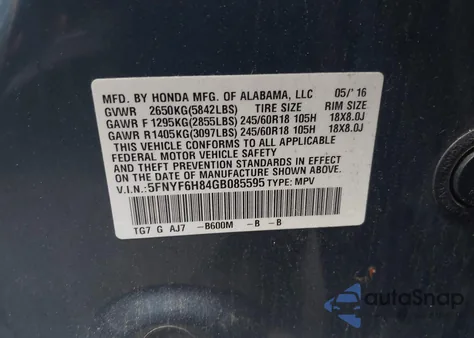 MFD. BY HONDA MFG. OF ALABAMA, LLC 05/'16
GVWR 2650KG(5842LBS) TIRE SIZE RIM SIZE
GAWR F 1295KG(2855LBS) 245/60R18 105H 18X8.0J
GAWR R1405KG(3097LBS) 245/60R18 105H 18X8.0J
THIS VEHICLE CONFORMS TO ALL APPLICABLE
FEDERAL MOTOR VEHICLE SAFETY, BUMPER,
AND THEFT PREVENTION STANDARDS IN EFFECT
ON THE DATE OF MANUFACTURE SHOWN ABOVE.
V.I.N.: 5FNYF6H84GB085595 TYPE: MPV
TG7 G AJ7 -B600M -B -B
autoSnap